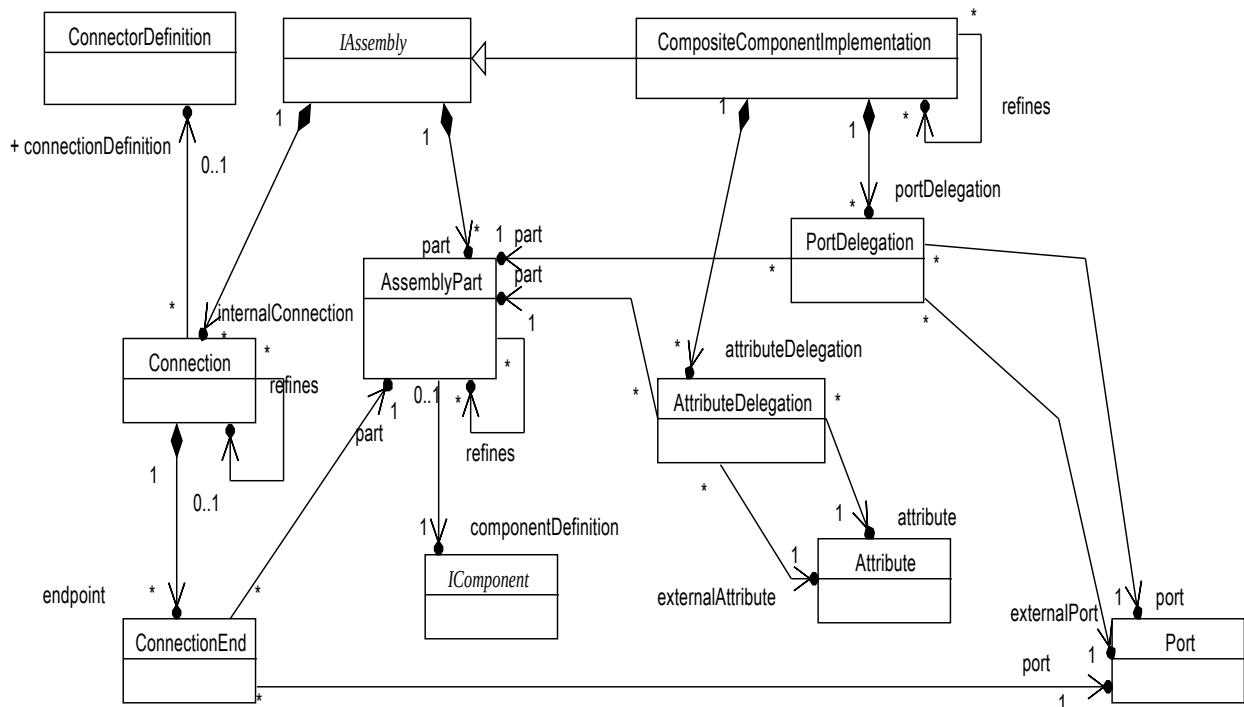 ConnectorDefinition
IAssembly
CompositeComponentImplementation
*
1
1
1
1
*
refines
+ connectionDefinition
0..1
portDelegation
*
*
part
1
part
PortDelegation
*
*
part
AssemblyPart
*
internalConnection
*
*
1
*
Connection
*
refines
*
attributeDelegation
*
0..1
*
1
part
refines
AttributeDelegation
*
*
1
0..1
*
1
componentDefinition
1
attribute
1
endpoint
*
*
IComponent
Attribute
externalAttribute
1
port
externalPort
ConnectionEnd
Port
1
port
*
1